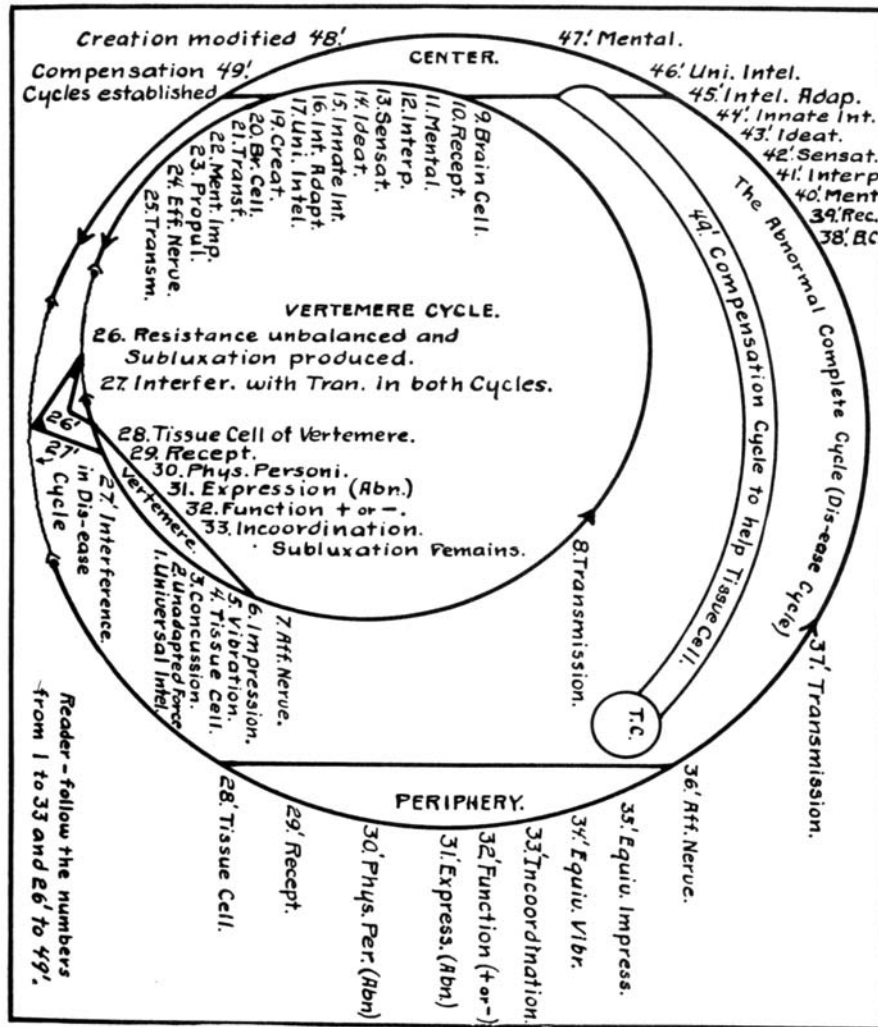 Creation modified 48'.
Compensation 49'.
Cycles established
CENTER.
47.' Mental.
46.' Uni. Intel.
45.' Intel. Adap.
44.' Innate Int.
43.' Ideat.
42.' Sensat.
41.' Interp
40.' Ment
39.' Rec.
38.' B.C
The Abnormal Complete Cycle (Dis-ease Cycle)
37.' Transmission.
49.' Compensation Cycle to help Tissue Cell.
T.C.
9. Brain Cell.
10. Recept.
11. Mental.
12. Interp.
13. Sensat.
14. Ideat.
15. Innate Int.
16. Int. Adapt.
17. Uni. Intel.
19. Creat.
20. Br. Cell.
21. Transf.
22. Ment. Imp.
23. Propul.
24. Eff. Nerve.
25. Transm.
VERTEMERE CYCLE.
26. Resistance unbalanced and
Subluxation produced.
27. Interfer. with Tran. in both Cycles.
28. Tissue Cell of Vertemere.
29. Recept.
30. Phys. Personi.
31. Expression (Abn.)
32. Function + or -.
33. Incoordination.
Subluxation Remains.
26'
27'
Vertemere.
27.' Interference
in Dis-ease
Cycle
1. Universal Intel.
2. Unadapted Force
3. Concussion.
4. Tissue Cell.
5. Vibration.
6. Impression.
7. Aff. Nerve.
8. Transmission.
PERIPHERY.
28.' Tissue Cell.
29.' Recept.
30.' Phys. Per. (Abn)
31.' Express. (Abn)
32.' Function (+ or -)
33.' Incoordination.
34.' Equiv. Vibr.
35.' Equiv. Impress.
36.' Aff. Nerve.
Reader - follow the numbers
from 1 to 33 and 26' to 49'.